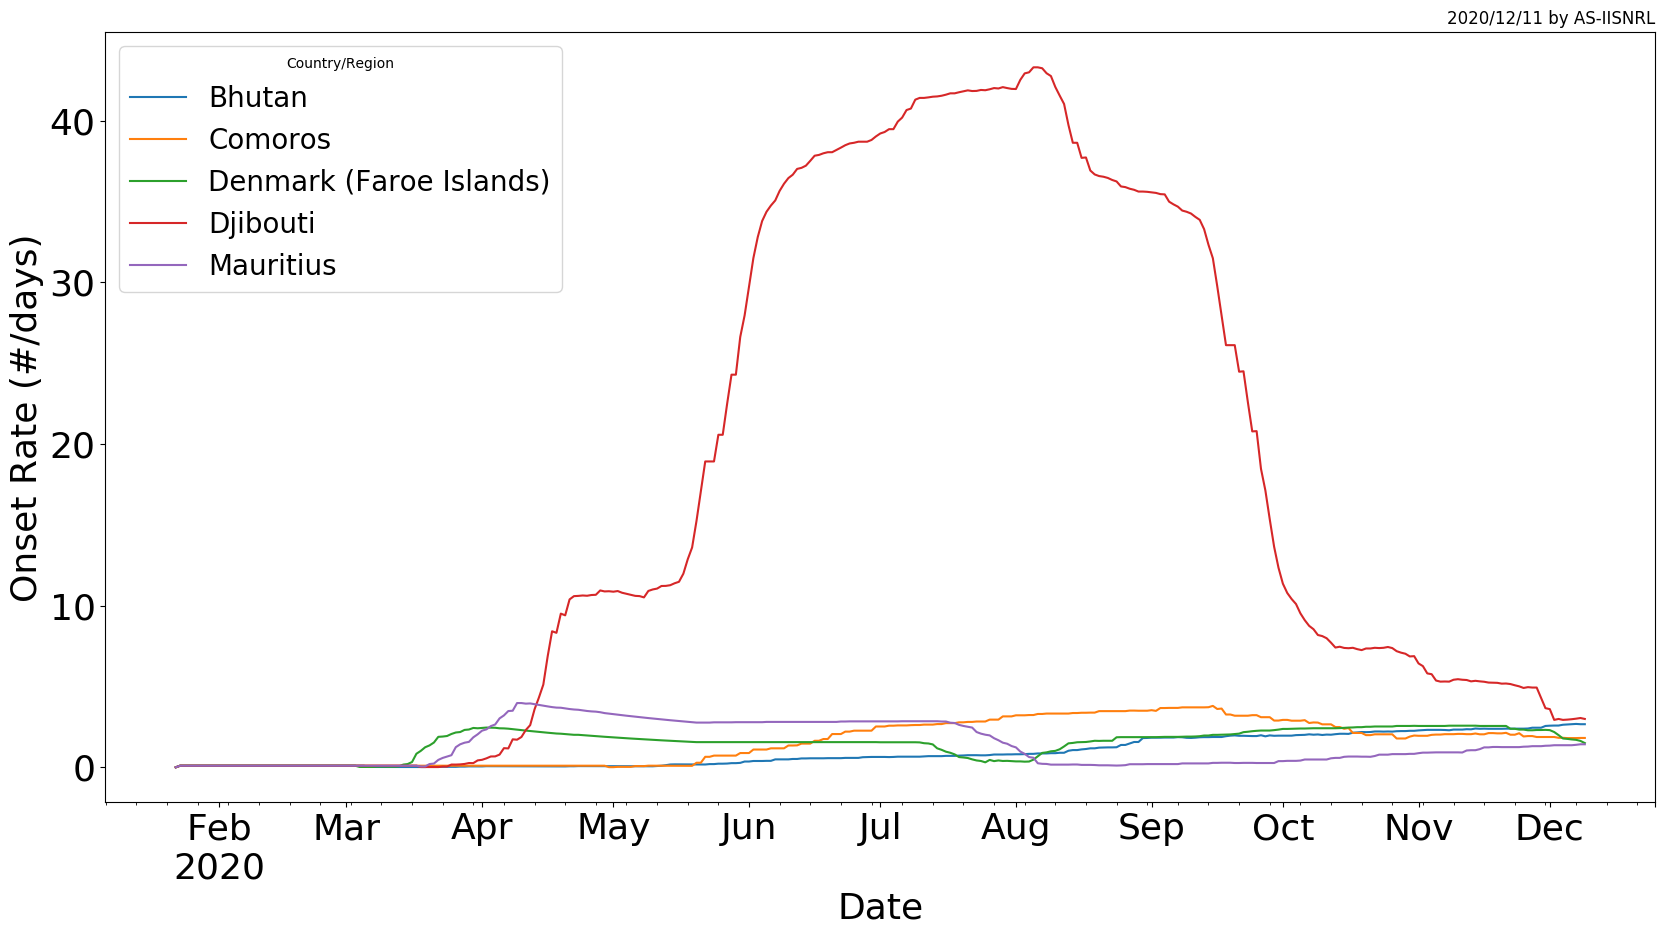 2020/12/11 by AS-IISNRL
Country/Region
Bhutan
Comoros
Denmark (Faroe Islands)
Djibouti
Mauritius
Onset Rate (#/days)
40
30
20
10
0
Feb Mar Apr May Jun Jul Aug Sep Oct Nov Dec
2020
Date